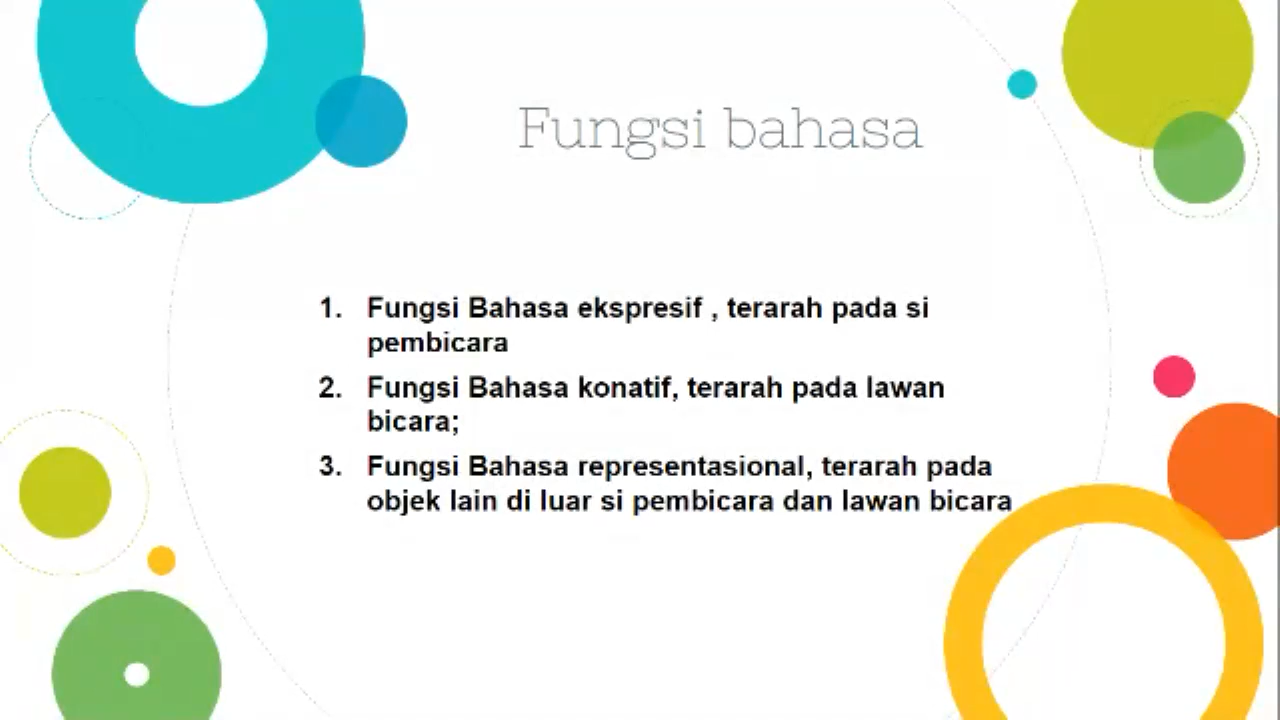 Fungsi bahasa
1. Fungsi Bahasa ekspresif , terarah pada si
pembicara
2. Fungsi Bahasa konatif, terarah pada lawan
bicara;
3. Fungsi Bahasa representasional, terarah pada
objek lain di luar si pembicara dan lawan bicara